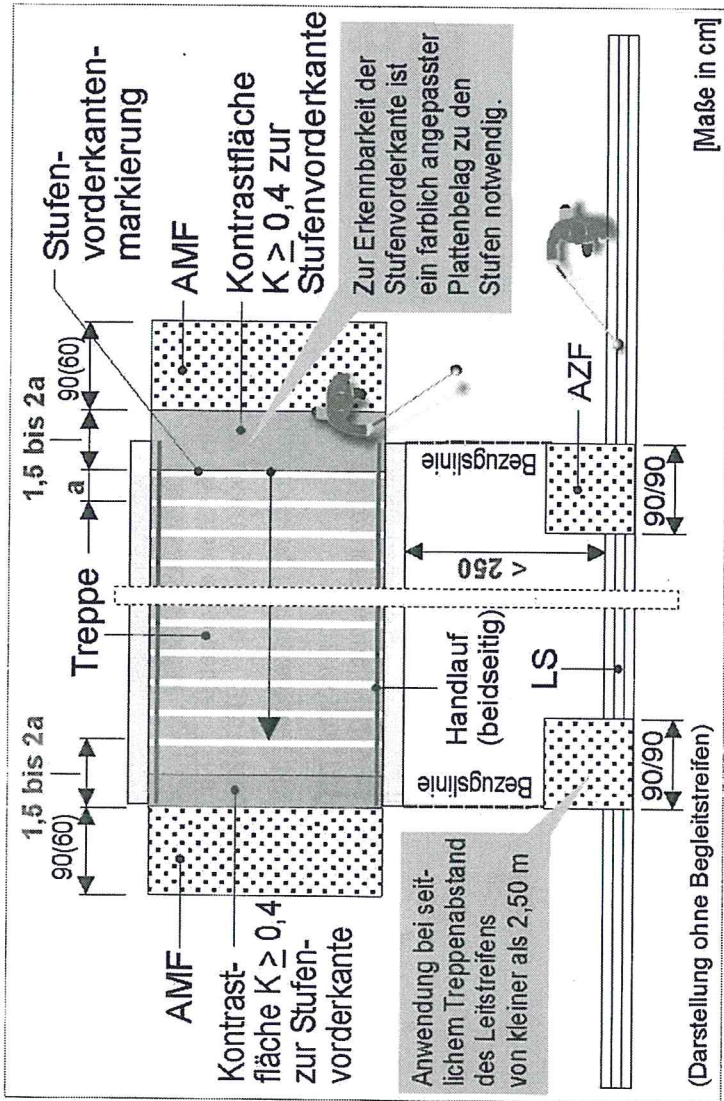 1,5 bis 2a
90(60)
Treppe
a
1,5 bis 2a
90(60)
Stufen-
vorderkanten-
markierung
AMF
AMF
Kontrast-
fläche K ≥ 0,4
zur Stufen-
vorderkante
Kontrastfläche
K ≥ 0,4 zur
Stufenvorderkante
Zur Erkennbarkeit der
Stufenvorderkante ist
ein farblich angepasster
Plattenbelag zu den
Stufen notwendig.
Anwendung bei seit-
lichem Treppenabstand
des Leitstreifens
von kleiner als 2,50 m
Bezugslinie
Handlauf
(beidseitig)
< 250
Bezugslinie
LS
AZF
90/90
90/90
(Darstellung ohne Begleitstreifen)
[Maße in cm]